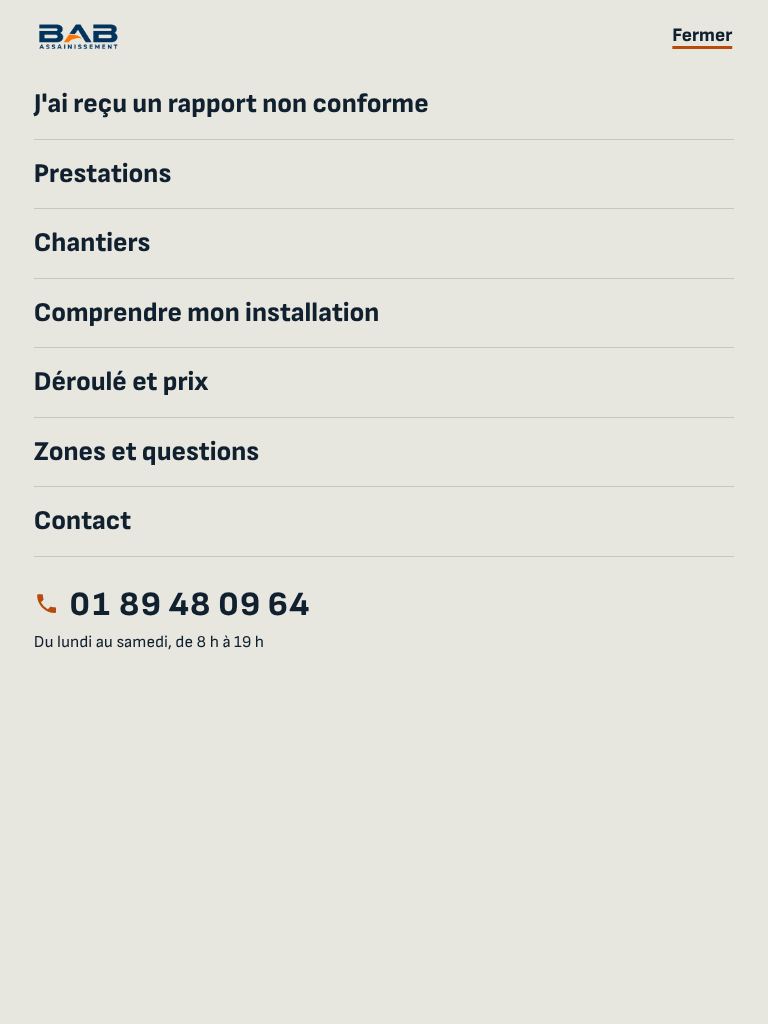 BAB
ASSAINISSEMENT
Fermer
J'ai reçu un rapport non conforme
Prestations
Chantiers
Comprendre mon installation
Déroulé et prix
Zones et questions
Contact
01 89 48 09 64
Du lundi au samedi, de 8 h à 19 h